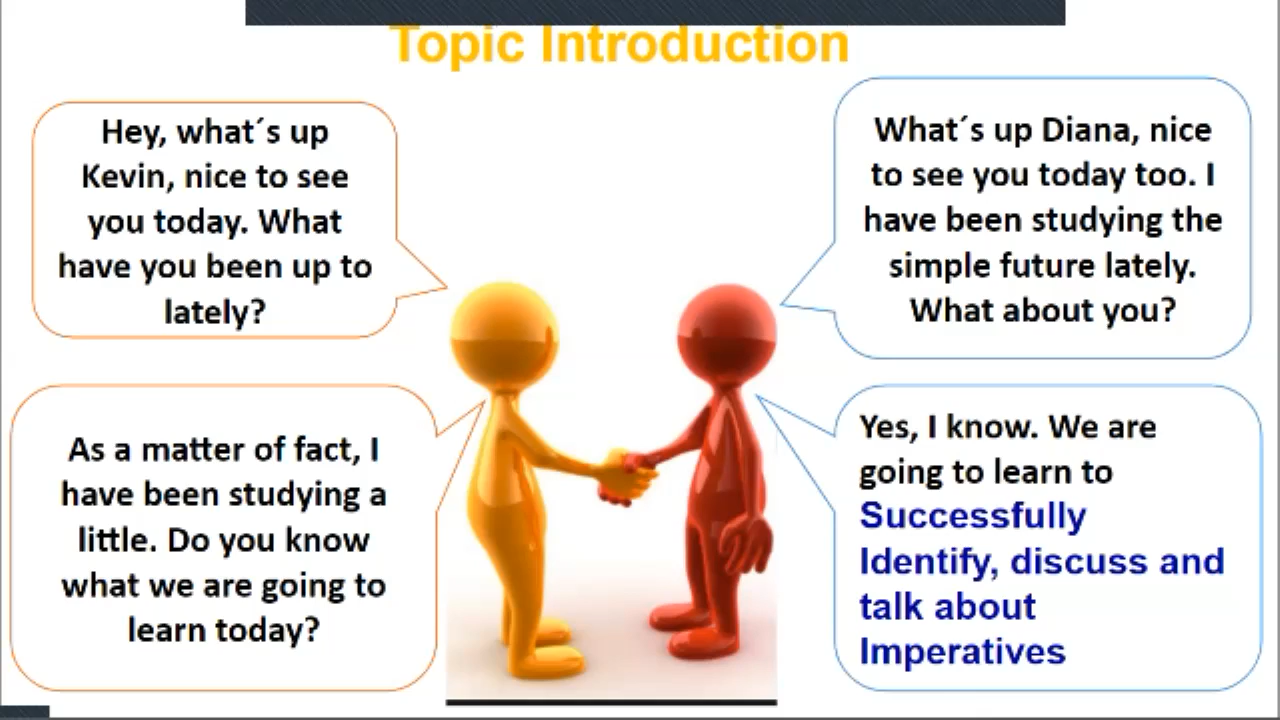 Topic Introduction
Hey, what´s up
Kevin, nice to see
you today. What
have you been up to
lately?
What´s up Diana, nice
to see you today too. I
have been studying the
simple future lately.
What about you?
As a matter of fact, I
have been studying a
little. Do you know
what we are going to
learn today?
Yes, I know. We are
going to learn to
Successfully
Identify, discuss and
talk about
Imperatives